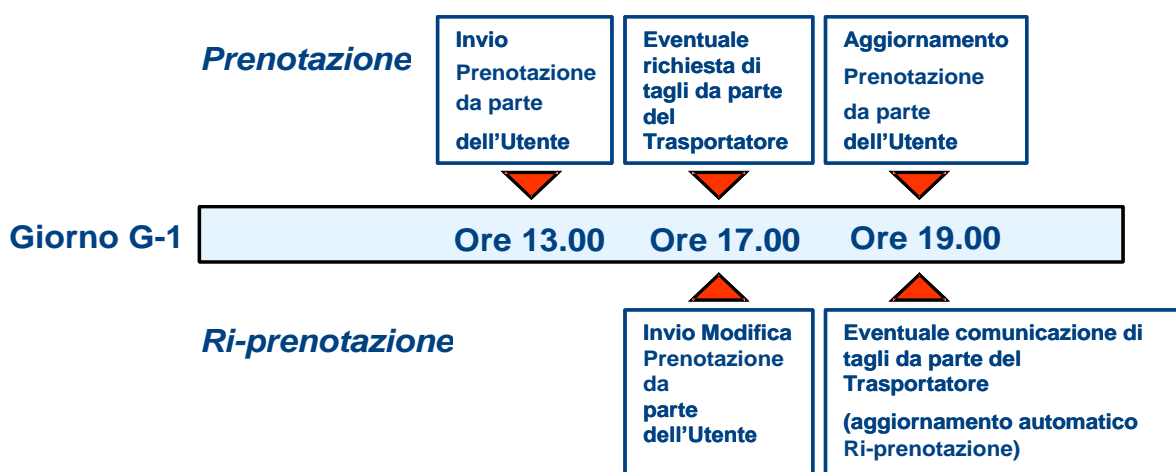 Prenotazione
Invio
Prenotazione
da parte
dell’Utente
Eventuale
richiesta di
tagli da parte
del
Trasportatore
Aggiornamento
Prenotazione
da parte
dell’Utente
Giorno G-1
Ore 13.00
Ore 17.00
Ore 19.00
Ri-prenotazione
Invio Modifica
Prenotazione
da
parte
dell’Utente
Eventuale comunicazione di
tagli da parte del
Trasportatore
(aggiornamento automatico
Ri-prenotazione)